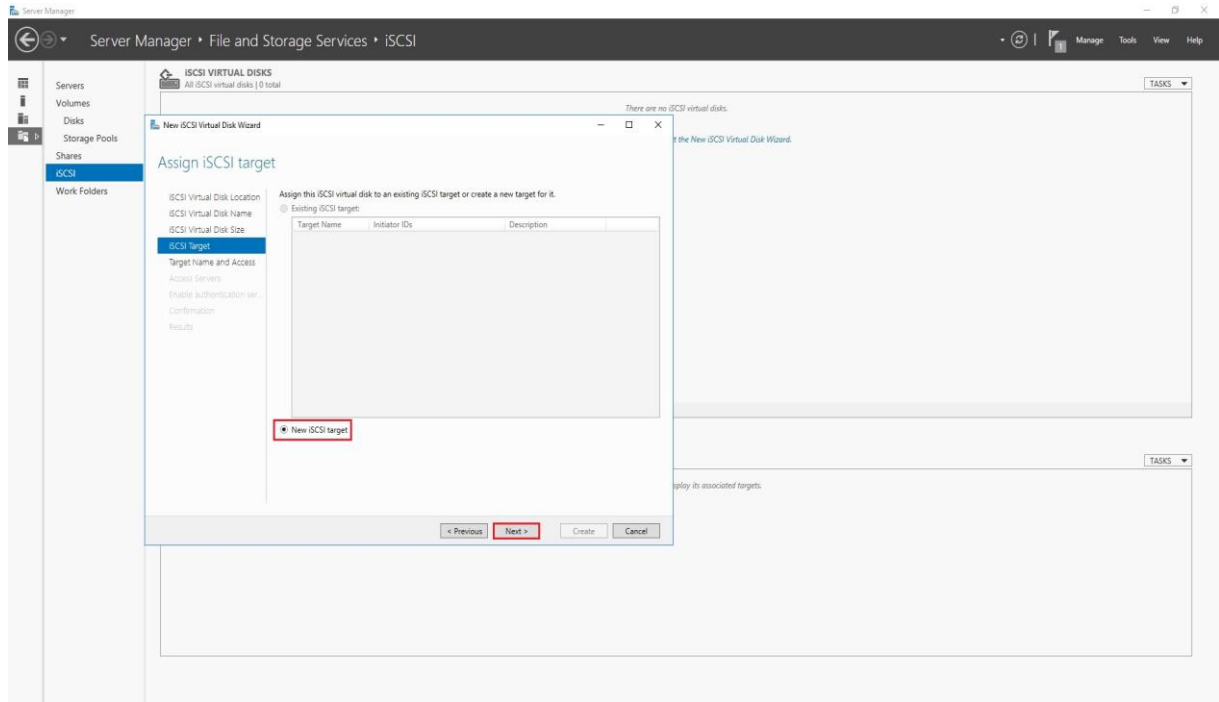 Server Manager
Server Manager • File and Storage Services • iSCSI
1
Manage Tools View Help
Servers
Volumes
Disks
Storage Pools
Shares
iSCSI
Work Folders
iSCSI VIRTUAL DISKS
All iSCSI virtual disks | 0 total
TASKS
There are no iSCSI virtual disks.
t the New iSCSI Virtual Disk Wizard.
New iSCSI Virtual Disk Wizard
Assign iSCSI target
iSCSI Virtual Disk Location
iSCSI Virtual Disk Name
iSCSI Virtual Disk Size
iSCSI Target
Target Name and Access
Access Servers
Enable authentication ser...
Confirmation
Results
Assign this iSCSI virtual disk to an existing iSCSI target or create a new target for it.
Existing iSCSI target:
Target Name Initiator IDs Description
New iSCSI target
< Previous Next > Create Cancel
TASKS
splay its associated targets.